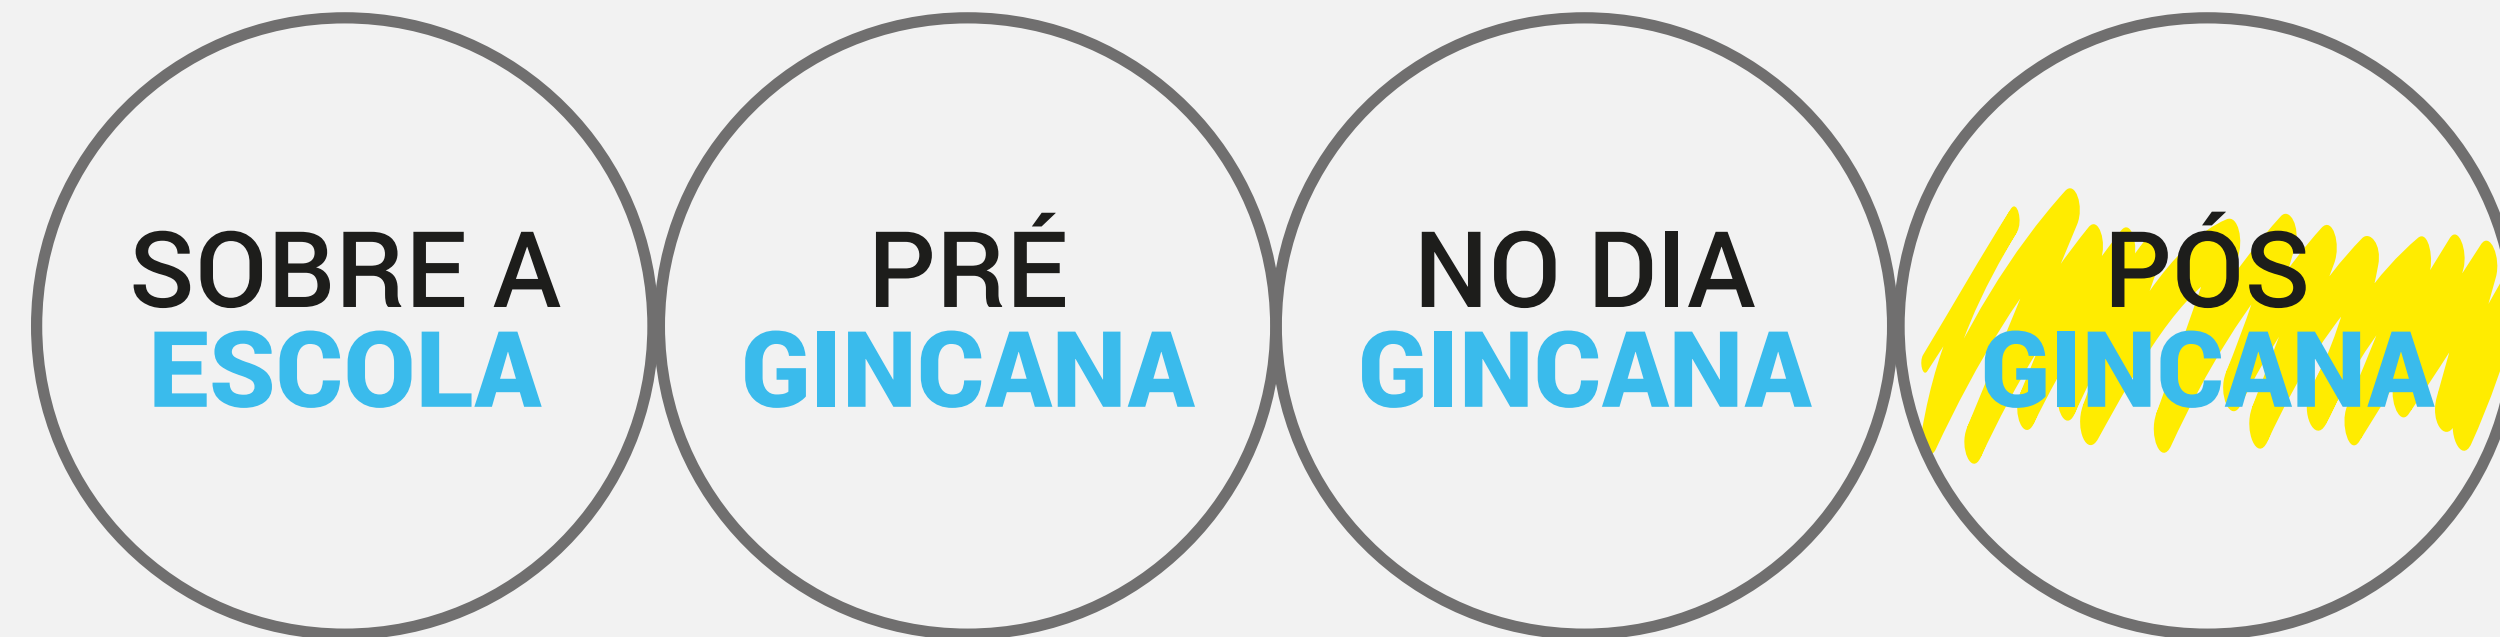 SOBRE A
ESCOLA
PRÉ
GINCANA
NO DIA
GINCANA
PÓS
GINCANA